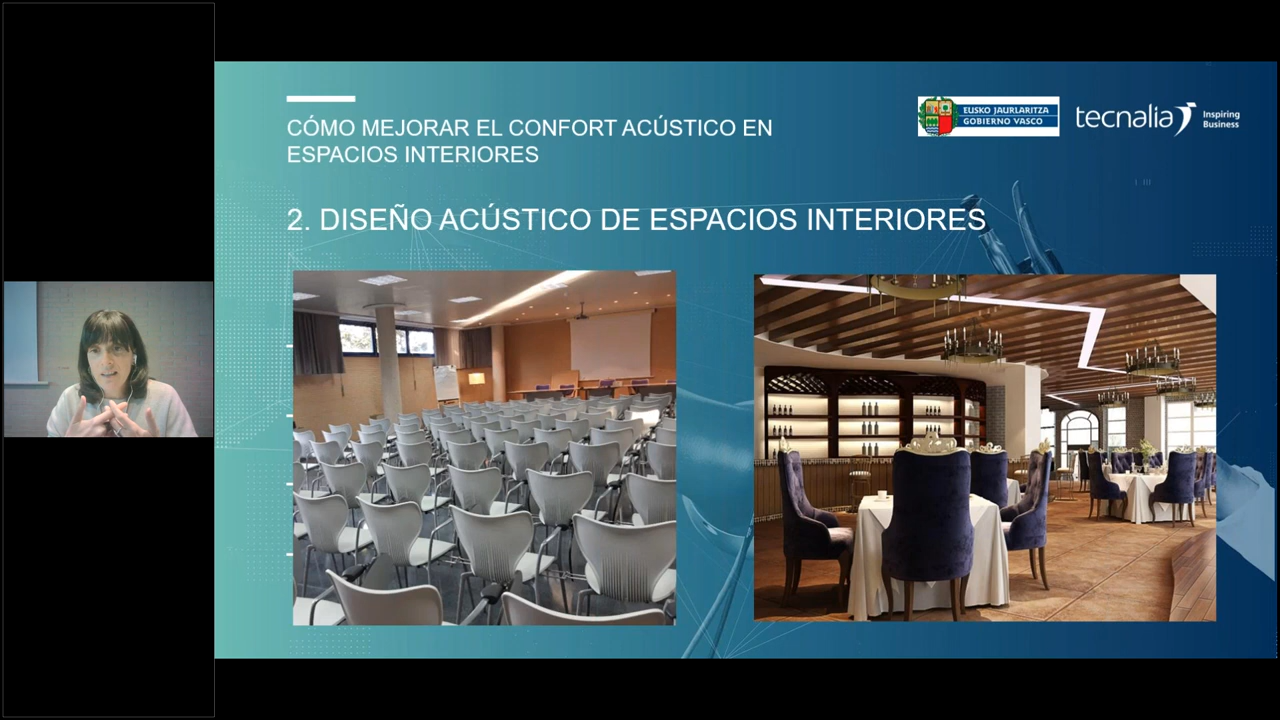 CÓMO MEJORAR EL CONFORT ACÚSTICO EN
ESPACIOS INTERIORES
EUSKO JAURLARITZA
GOBIERNO VASCO
tecnalia
Inspiring
Business
2. DISEÑO ACÚSTICO DE ESPACIOS INTERIORES